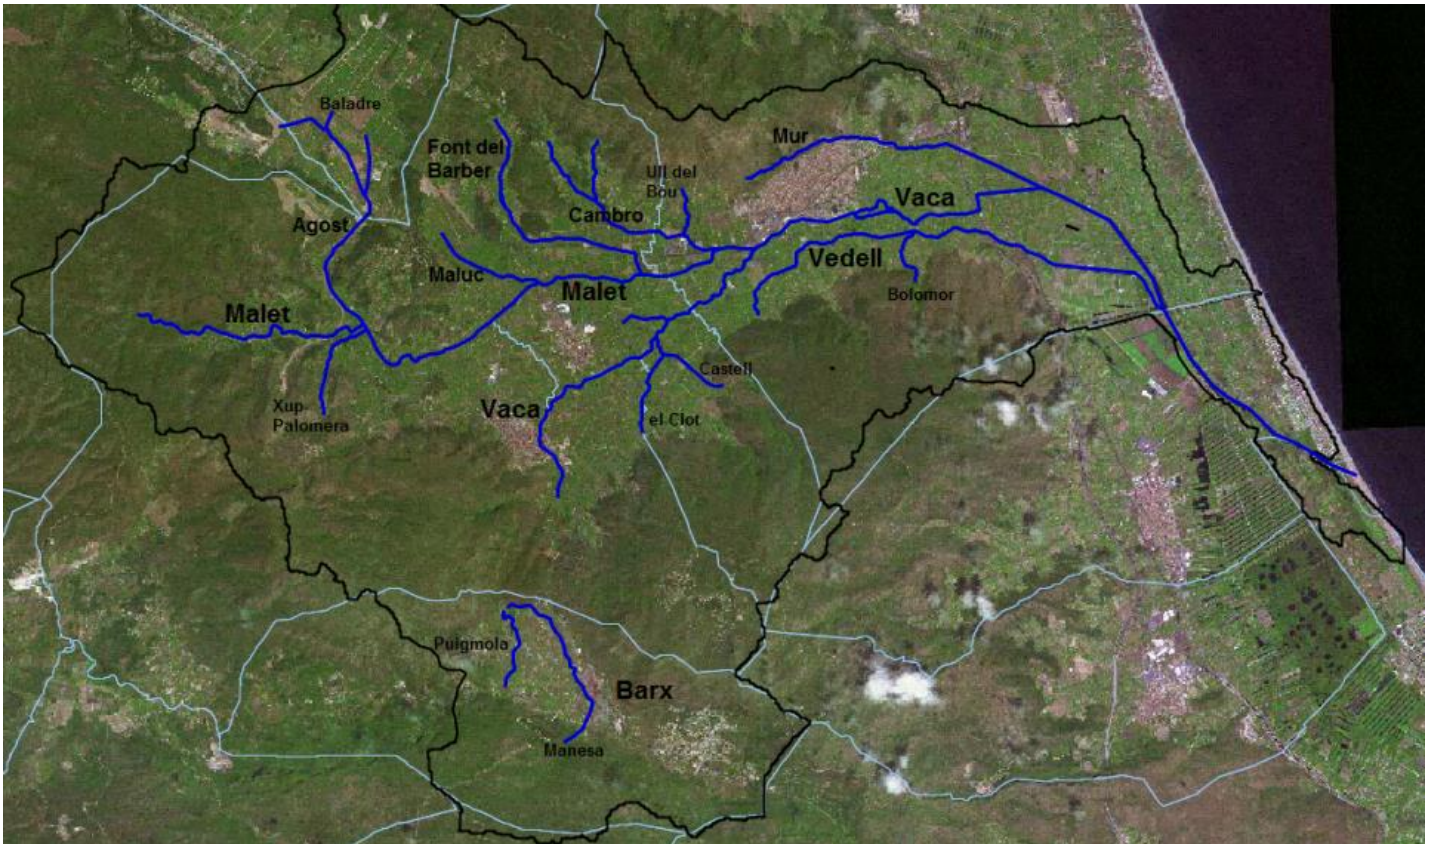 Baladre
Mur
Font del
Barber
Ull del
Bou
Vaca
Cambro
Agost
Vedell
Maluc
Malet
Bolomor
Malet
Castell
Xup-
Palomera
Vaca
el Clot
Puigmola
Barx
Manesa